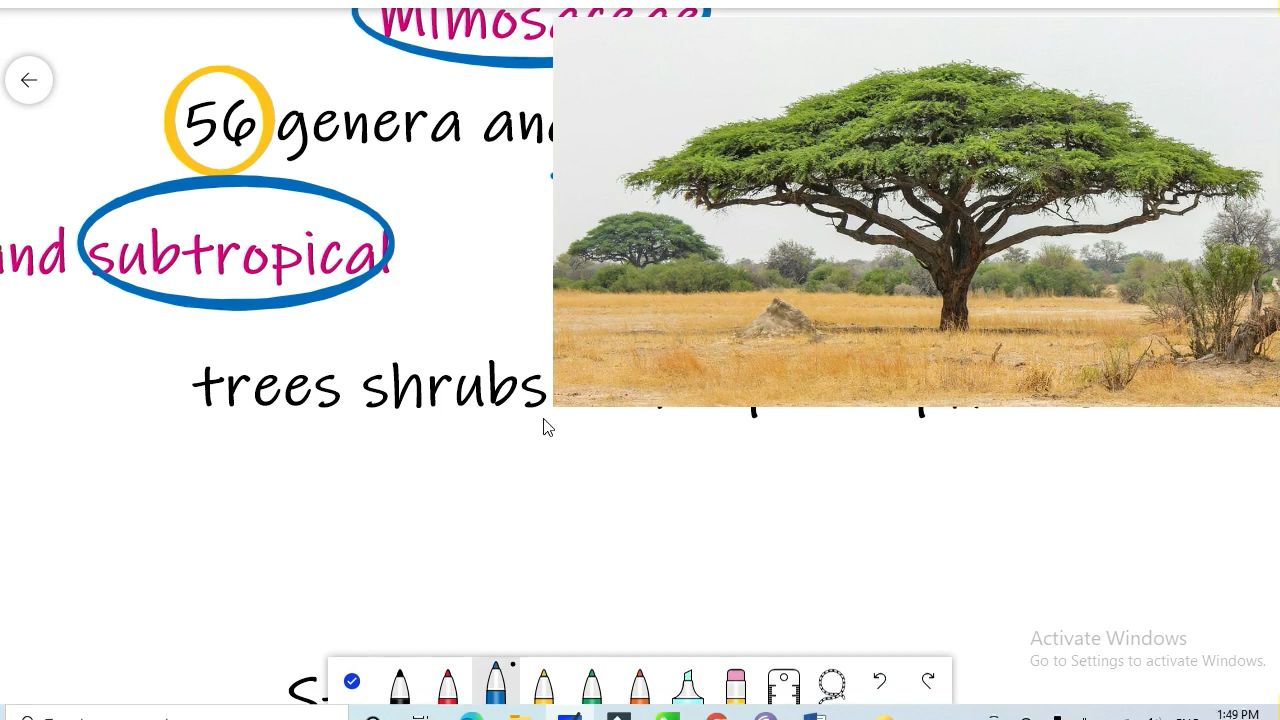 Mimosaceae
56 genera and
and subtropical
trees shrubs
Activate Windows
Go to Settings to activate Windows.
1:49 PM